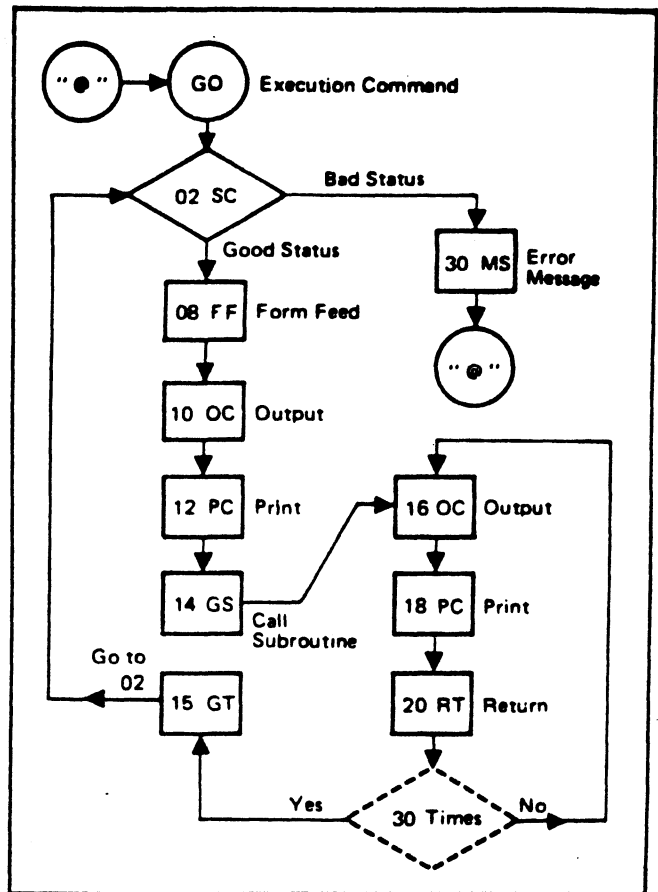 "@"
GO
Execution Command
02 SC
Bad Status
Good Status
30 MS
Error
Message
08 FF
Form Feed
"@"
10 OC
Output
12 PC
Print
16 OC
Output
14 GS
Call
Subroutine
18 PC
Print
Go to
02
15 GT
20 RT
Return
Yes
30 Times
No